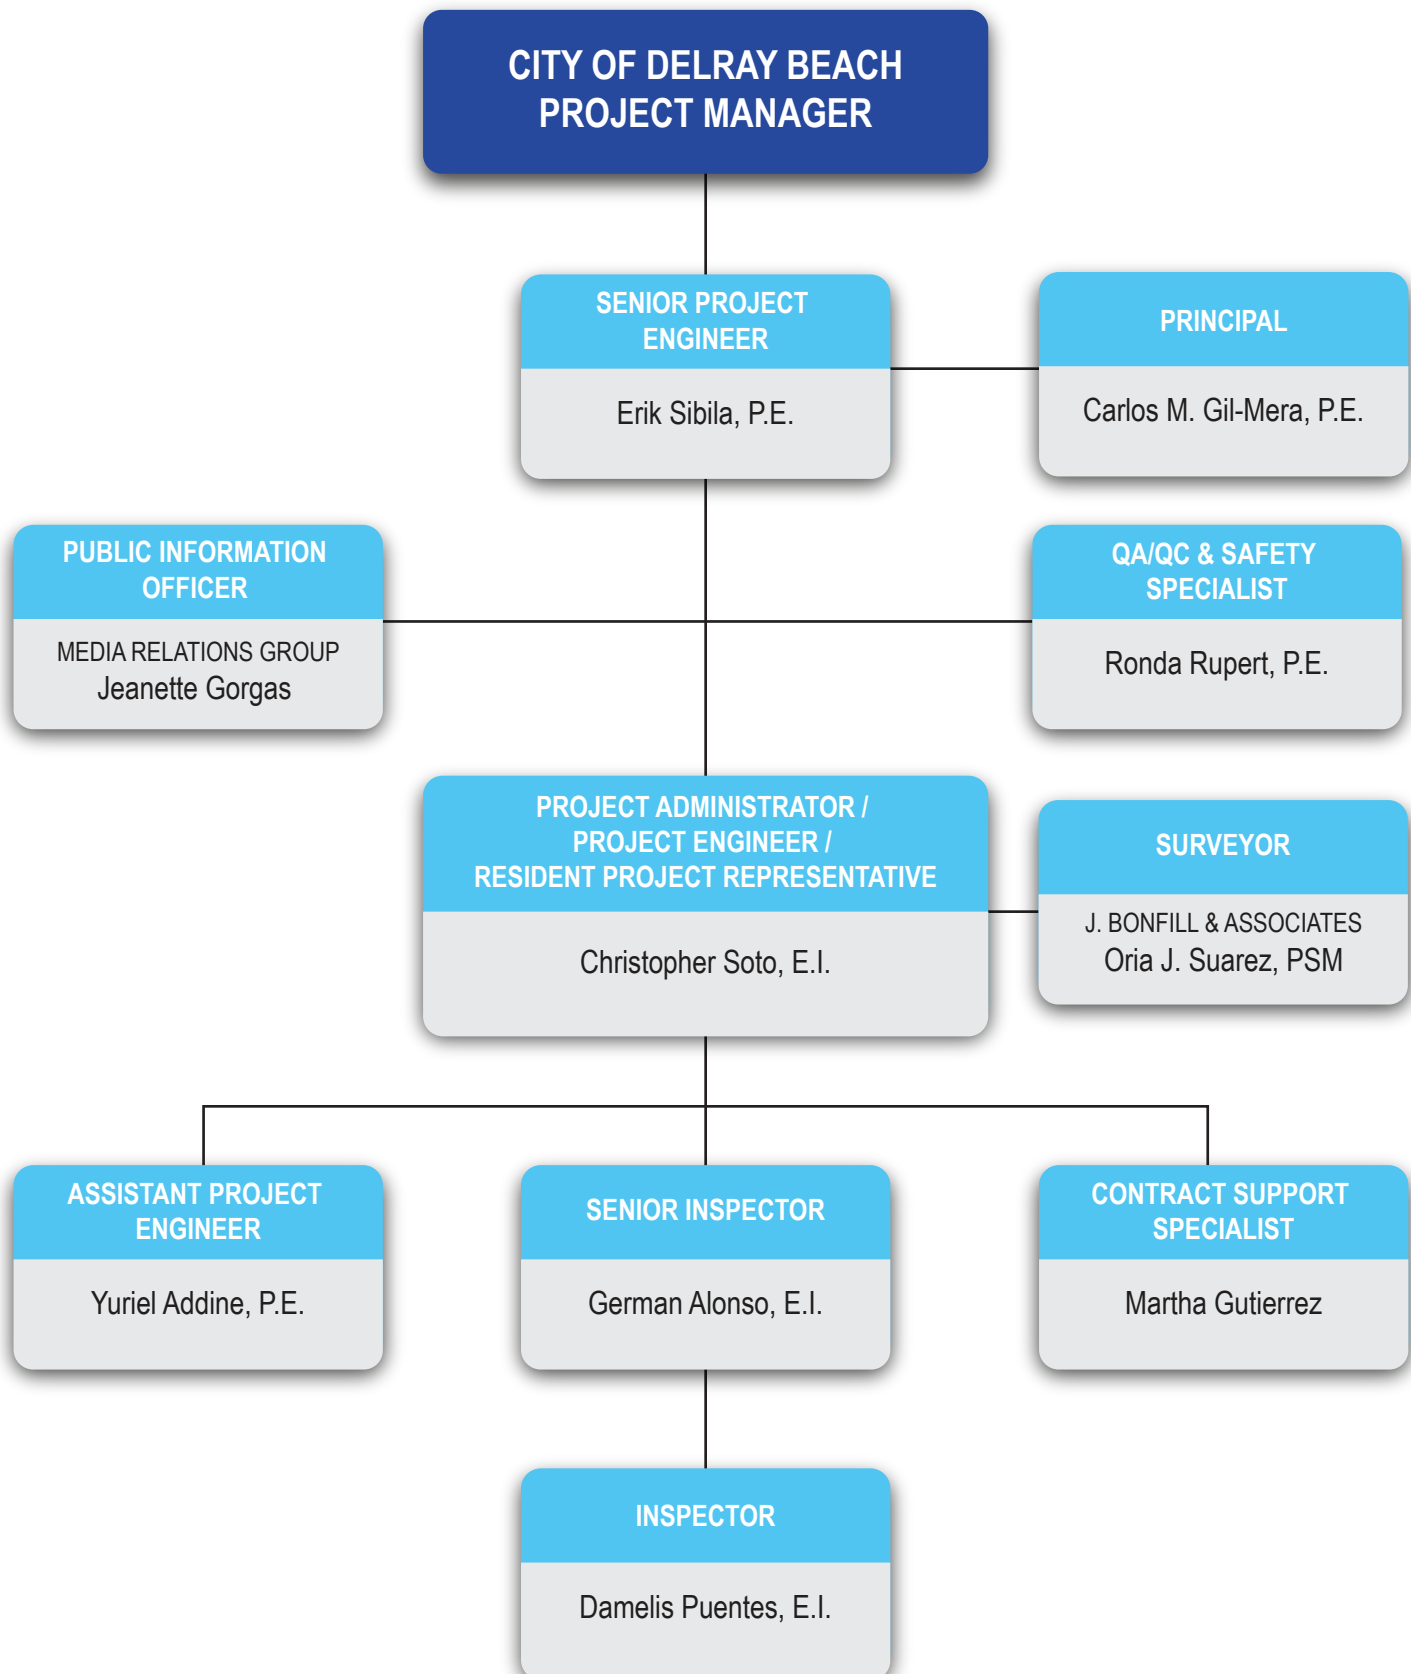 CITY OF DELRAY BEACH
PROJECT MANAGER
SENIOR PROJECT
ENGINEER
Erik Sibila, P.E.
PRINCIPAL
Carlos M. Gil-Mera, P.E.
PUBLIC INFORMATION
OFFICER
MEDIA RELATIONS GROUP
Jeanette Gorgas
QA/QC & SAFETY
SPECIALIST
Ronda Rupert, P.E.
PROJECT ADMINISTRATOR /
PROJECT ENGINEER /
RESIDENT PROJECT REPRESENTATIVE
Christopher Soto, E.I.
SURVEYOR
J. BONFILL & ASSOCIATES
Oria J. Suarez, PSM
ASSISTANT PROJECT
ENGINEER
Yuriel Addine, P.E.
SENIOR INSPECTOR
German Alonso, E.I.
CONTRACT SUPPORT
SPECIALIST
Martha Gutierrez
INSPECTOR
Damelis Puentes, E.I.